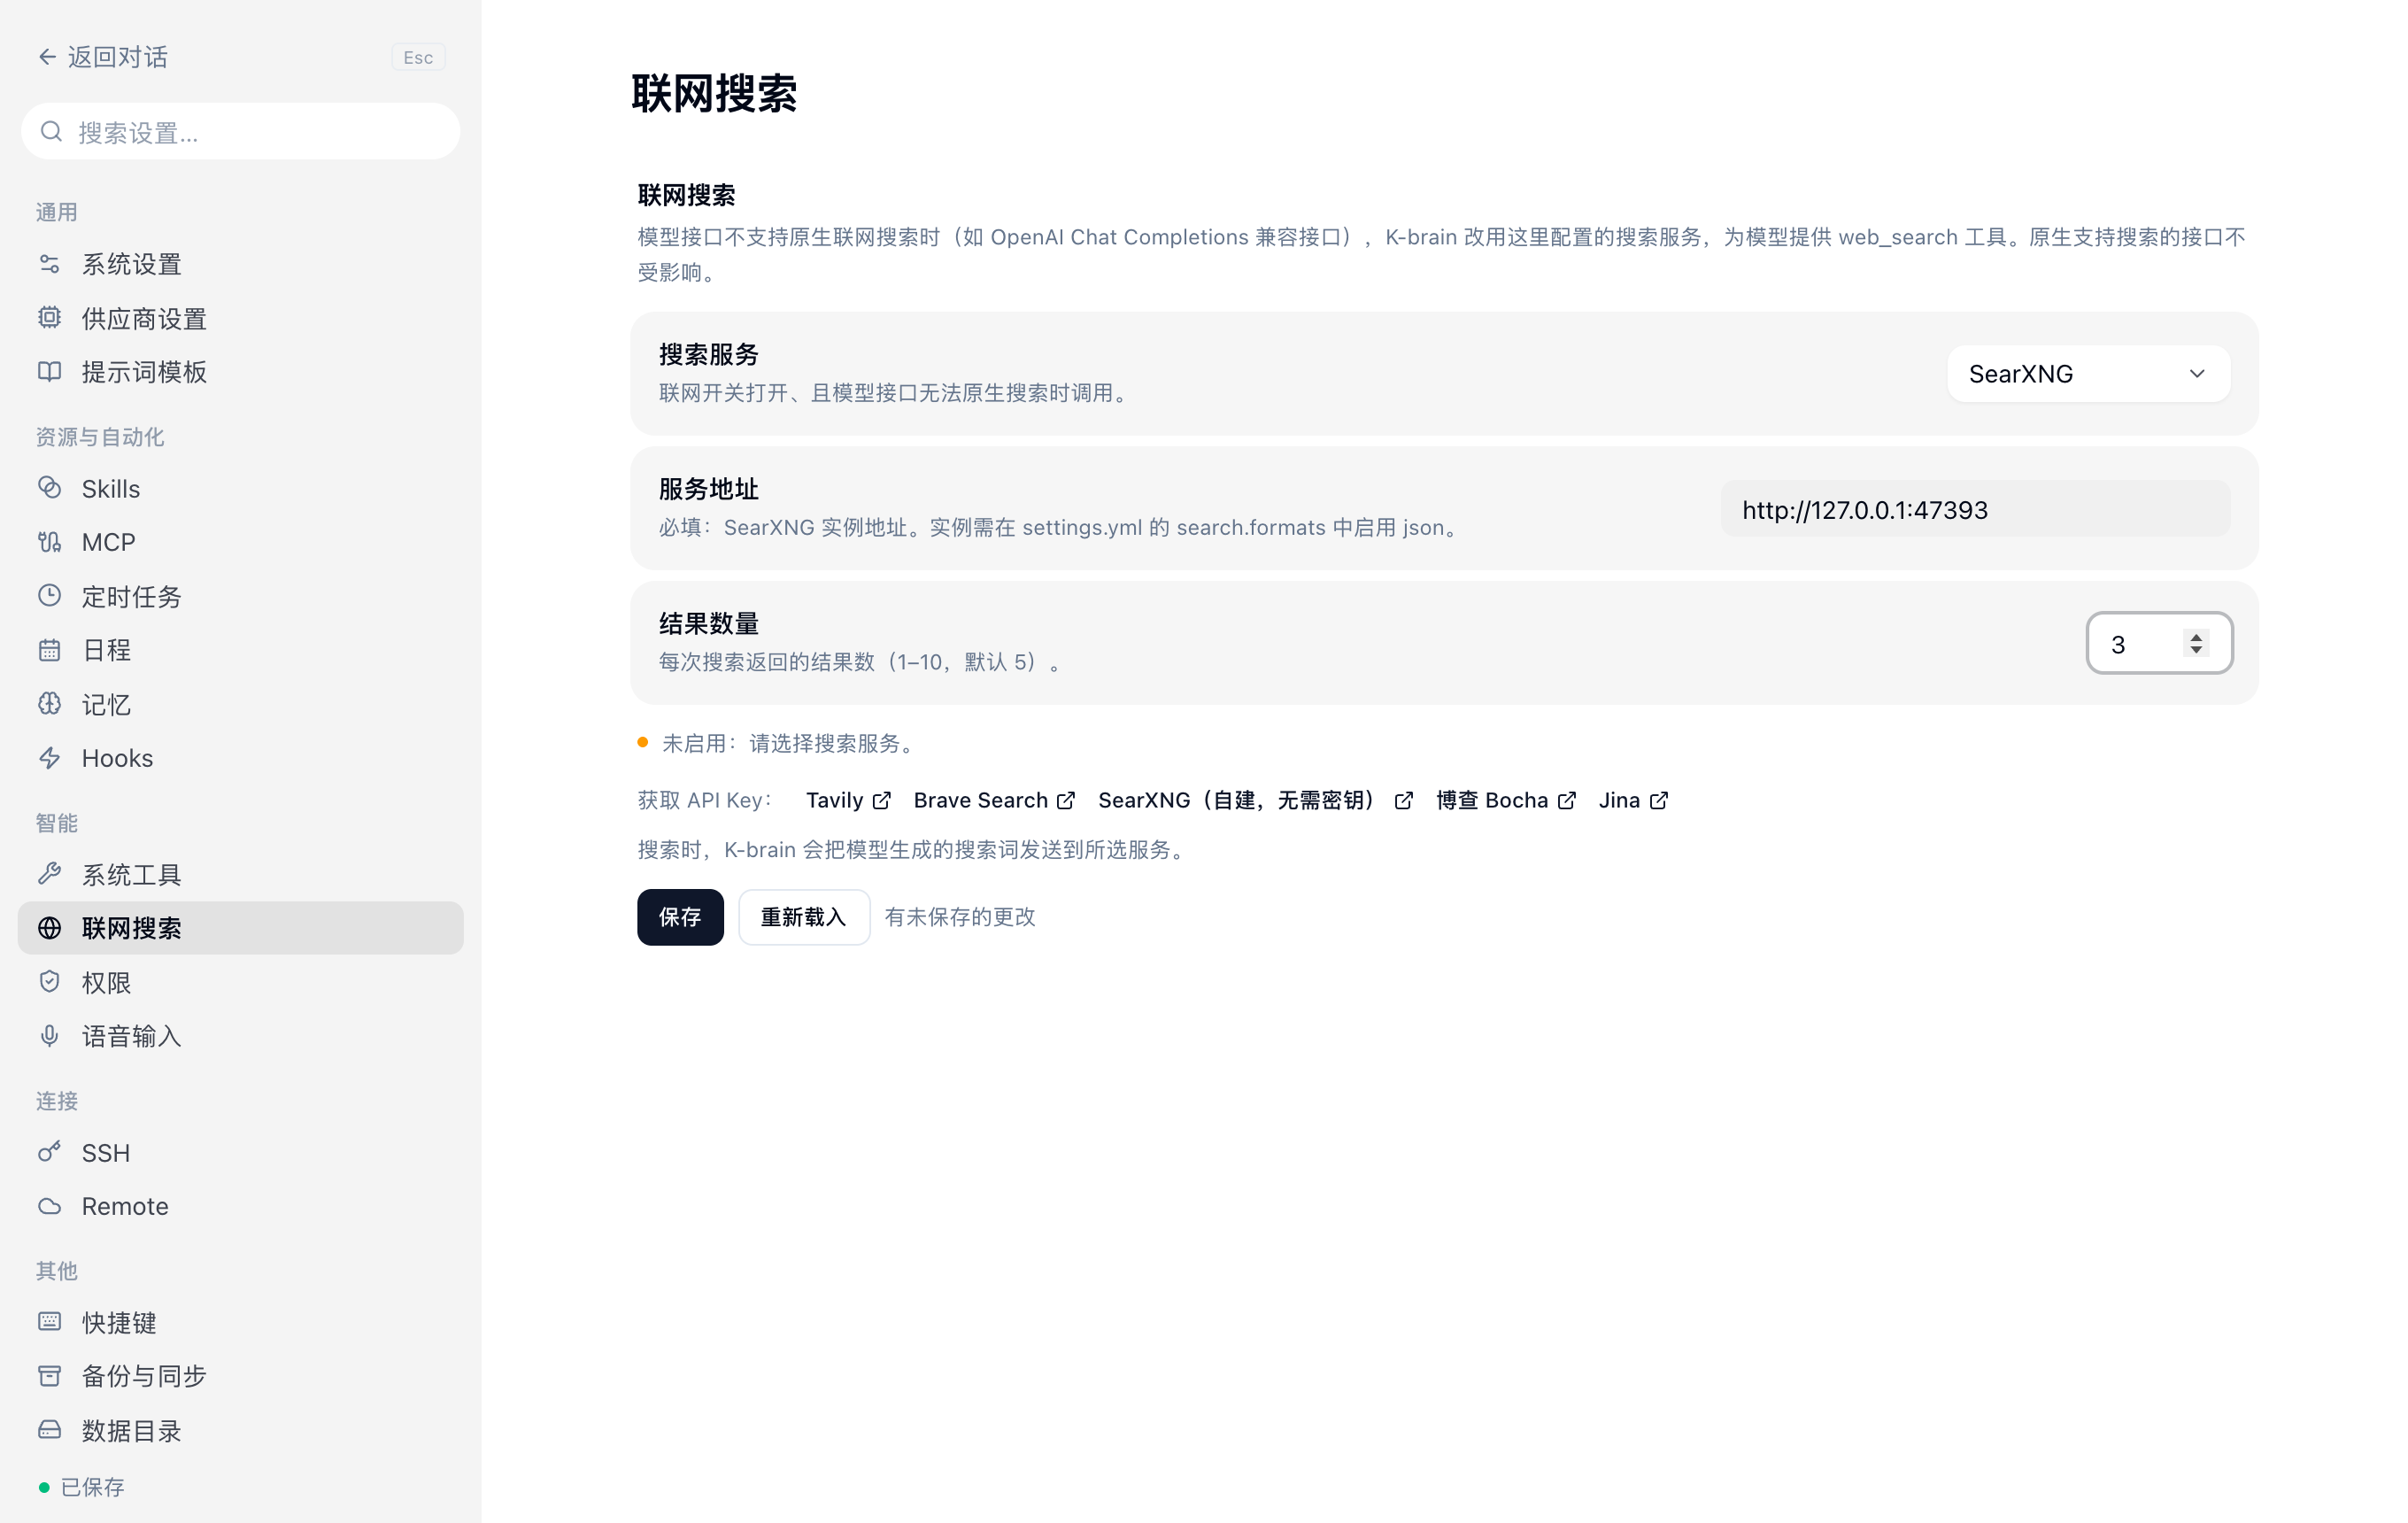 返回对话
Esc
搜索设置...
通用
系统设置
供应商设置
提示词模板
资源与自动化
Skills
MCP
定时任务
日程
记忆
Hooks
智能
系统工具
联网搜索
权限
语音输入
连接
SSH
Remote
其他
快捷键
备份与同步
数据目录
已保存
联网搜索
联网搜索
模型接口不支持原生联网搜索时（如 OpenAI Chat Completions 兼容接口），K-brain 改用这里配置的搜索服务，为模型提供 web_search 工具。原生支持搜索的接口不
受影响。
搜索服务
联网开关打开、且模型接口无法原生搜索时调用。
SearXNG
服务地址
必填：SearXNG 实例地址。实例需在 settings.yml 的 search.formats 中启用 json。
http://127.0.0.1:47393
结果数量
每次搜索返回的结果数（1–10，默认 5）。
3
未启用：请选择搜索服务。
获取 API Key： Tavily Brave Search SearXNG（自建，无需密钥） 博查 Bocha Jina
搜索时，K-brain 会把模型生成的搜索词发送到所选服务。
保存 重新载入 有未保存的更改